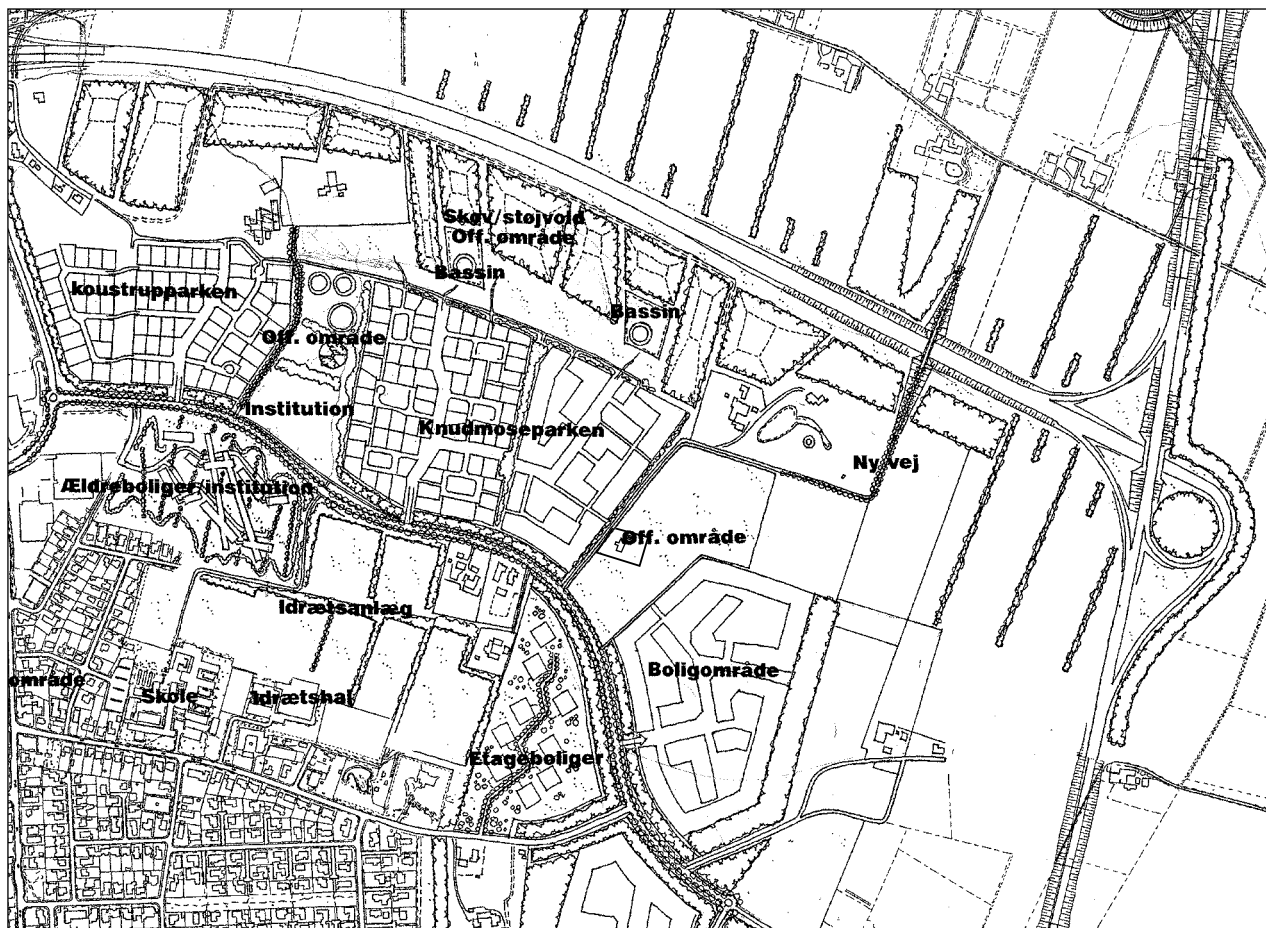 Skov/støjvold
Off. område
Bassin
koustrupparken
Bassin
Off. område
Institution
Knudmoseparken
Ny vej
Ældreboliger/institution
Off. område
Idrætsanlæg
område
Skole
Idrætshal
Boligområde
Etageboliger